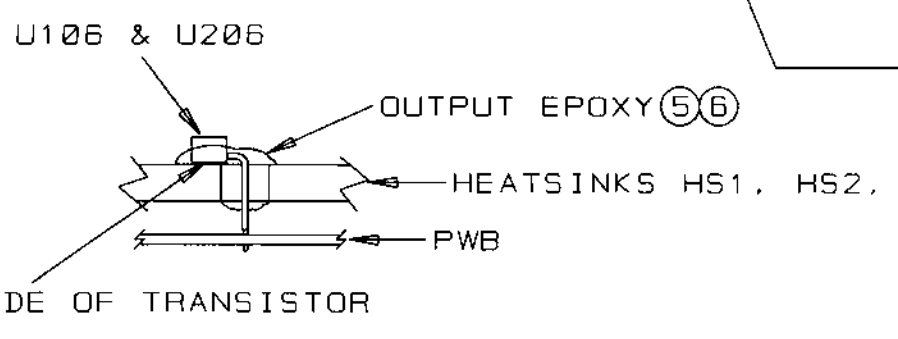 U106 & U206
OUTPUT EPOXY 5 6
HEATSINKS HS1, HS2,
PWB
DE OF TRANSISTOR